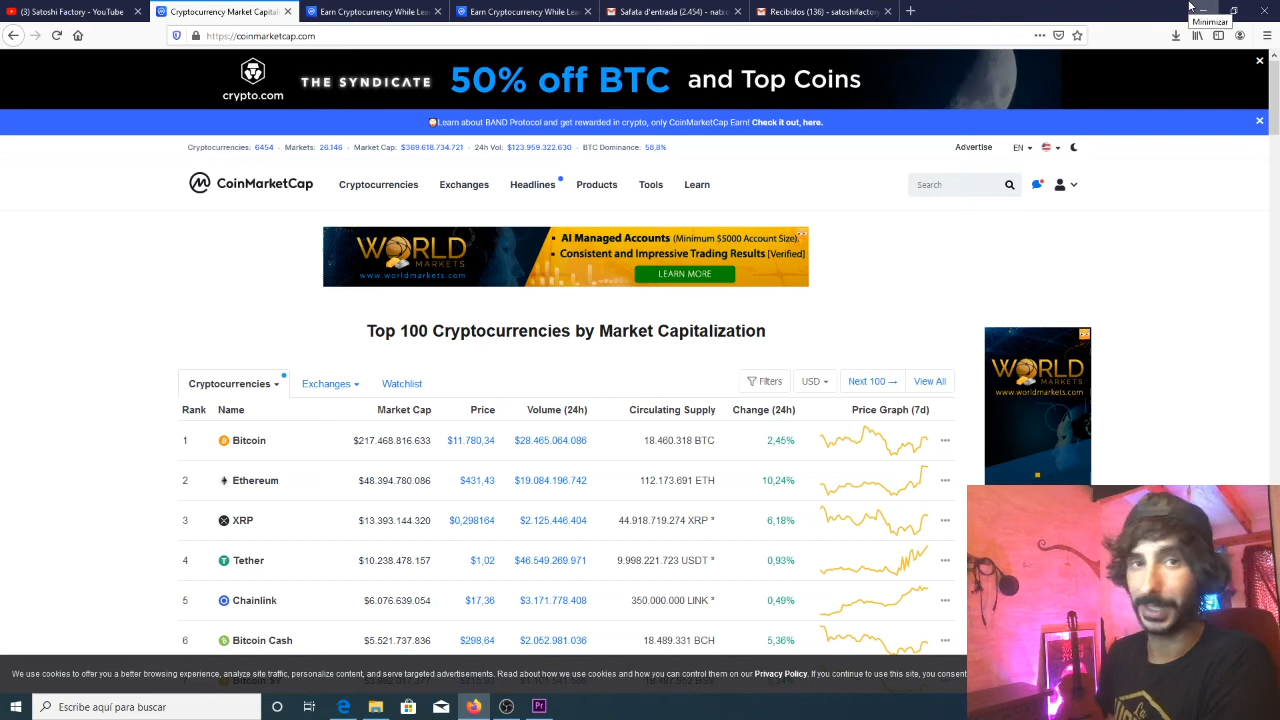 Satoshi Factory - YouTube
Cryptocurrency Market Capitali
Earn Cryptocurrency While Lea
Earn Cryptocurrency While Lea
Safata d'entrada (2.454) - natx
Recibidos (136) - satoshifactory
Minimizar
https://coinmarketcap.com
crypto.com
THE SYNDICATE 50% off BTC and Top Coins
Learn about BAND Protocol and get rewarded in crypto, only CoinMarketCap Earn! Check it out, here.
Cryptocurrencies: 6454 · Markets: 26.146 · Market Cap: $369.618.734.721 · 24h Vol: $123.959.322.630 · BTC Dominance: 58,8%
Advertise EN
CoinMarketCap Cryptocurrencies Exchanges Headlines Products Tools Learn Search
WORLD MARKETS
www.worldmarkets.com
AI Managed Accounts (Minimum $5000 Account Size).
Consistent and Impressive Trading Results [Verified]
LEARN MORE
Top 100 Cryptocurrencies by Market Capitalization
WORLD
MARKETS
www.worldmarkets.com
Cryptocurrencies Exchanges Watchlist Filters USD Next 100 → View All
Rank Name Market Cap Price Volume (24h) Circulating Supply Change (24h) Price Graph (7d)
1 Bitcoin $217.468.816.633 $11.780,34 $28.465.064.086 18.460.318 BTC 2,45%
2 Ethereum $48.394.780.086 $431,43 $19.084.196.742 112.173.691 ETH 10,24%
3 XRP $13.393.144.320 $0,298164 $2.125.446.404 44.918.719.274 XRP * 6,18%
4 Tether $10.238.478.157 $1,02 $46.549.269.971 9.998.221.723 USDT * 0,93%
5 Chainlink $6.076.639.054 $17,36 $3.171.778.408 350.000.000 LINK * 0,49%
6 Bitcoin Cash $5.521.737.836 $298,64 $2.052.981.036 18.489.331 BCH 5,36%
We use cookies to offer you a better browsing experience, analyze site traffic, personalize content, and serve targeted advertisements. Read about how we use cookies and how you can control them on our Privacy Policy. If you continue to use this site, you consent
Escribe aquí para buscar